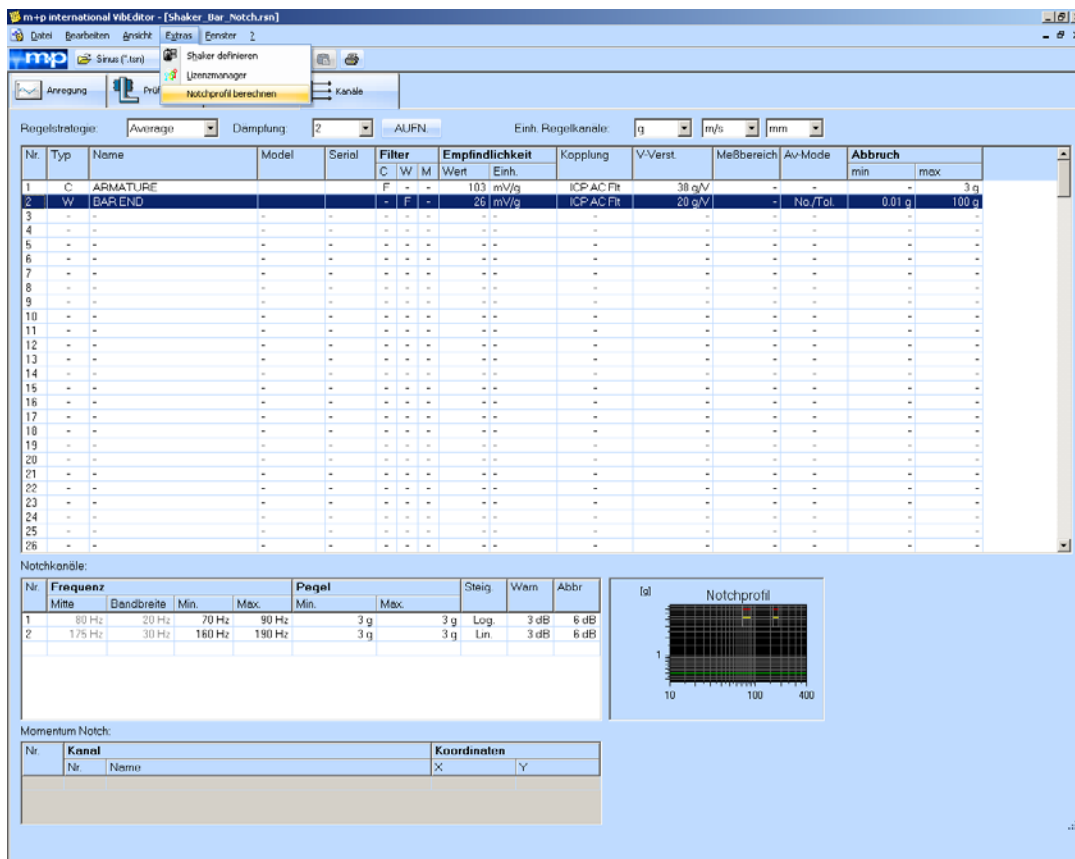 m+p international VibEditor - [Shaker_Bar_Notch.rsn]
Datei Bearbeiten Ansicht Extras Fenster ?
m+p Sinus (*.tsn)
Shaker definieren
Lizenzmanager
Notchprofil berechnen
Anregung Prüf Kanäle
Regelstrategie: Average Dämpfung: 2 AUFN. Einh. Regelkanäle: g m/s mm
Nr. Typ Name Model Serial Filter Empfindlichkeit Kopplung V-Verst. Meßbereich Av-Mode Abbruch
C W M Wert Einh. min max
1 C ARMATURE F - - 103 mV/g ICP AC Flt 38 g/V - - - 3 g
2 W BAR END - F - 26 mV/g ICP AC Flt 20 g/V - No./Tol. 0.01 g 100 g
3 - - - - - - - - - - - - - - -
4 - - - - - - - - - - - - - - -
5 - - - - - - - - - - - - - - -
6 - - - - - - - - - - - - - - -
7 - - - - - - - - - - - - - - -
8 - - - - - - - - - - - - - - -
9 - - - - - - - - - - - - - - -
10 - - - - - - - - - - - - - - -
11 - - - - - - - - - - - - - - -
12 - - - - - - - - - - - - - - -
13 - - - - - - - - - - - - - - -
14 - - - - - - - - - - - - - - -
15 - - - - - - - - - - - - - - -
16 - - - - - - - - - - - - - - -
17 - - - - - - - - - - - - - - -
18 - - - - - - - - - - - - - - -
19 - - - - - - - - - - - - - - -
20 - - - - - - - - - - - - - - -
21 - - - - - - - - - - - - - - -
22 - - - - - - - - - - - - - - -
23 - - - - - - - - - - - - - - -
24 - - - - - - - - - - - - - - -
25 - - - - - - - - - - - - - - -
26 - - - - - - - - - - - - - - -
Notchkanäle:
Nr. Frequenz Pegel Steig. Warn Abbr
Mitte Bandbreite Min. Max. Min. Max.
1 80 Hz 20 Hz 70 Hz 90 Hz 3 g 3 g Log. 3 dB 6 dB
2 175 Hz 30 Hz 160 Hz 190 Hz 3 g 3 g Lin. 3 dB 6 dB
[g] Notchprofil
1
10 100 400
Momentum Notch:
Nr. Kanal Koordinaten
Nr. Name X Y